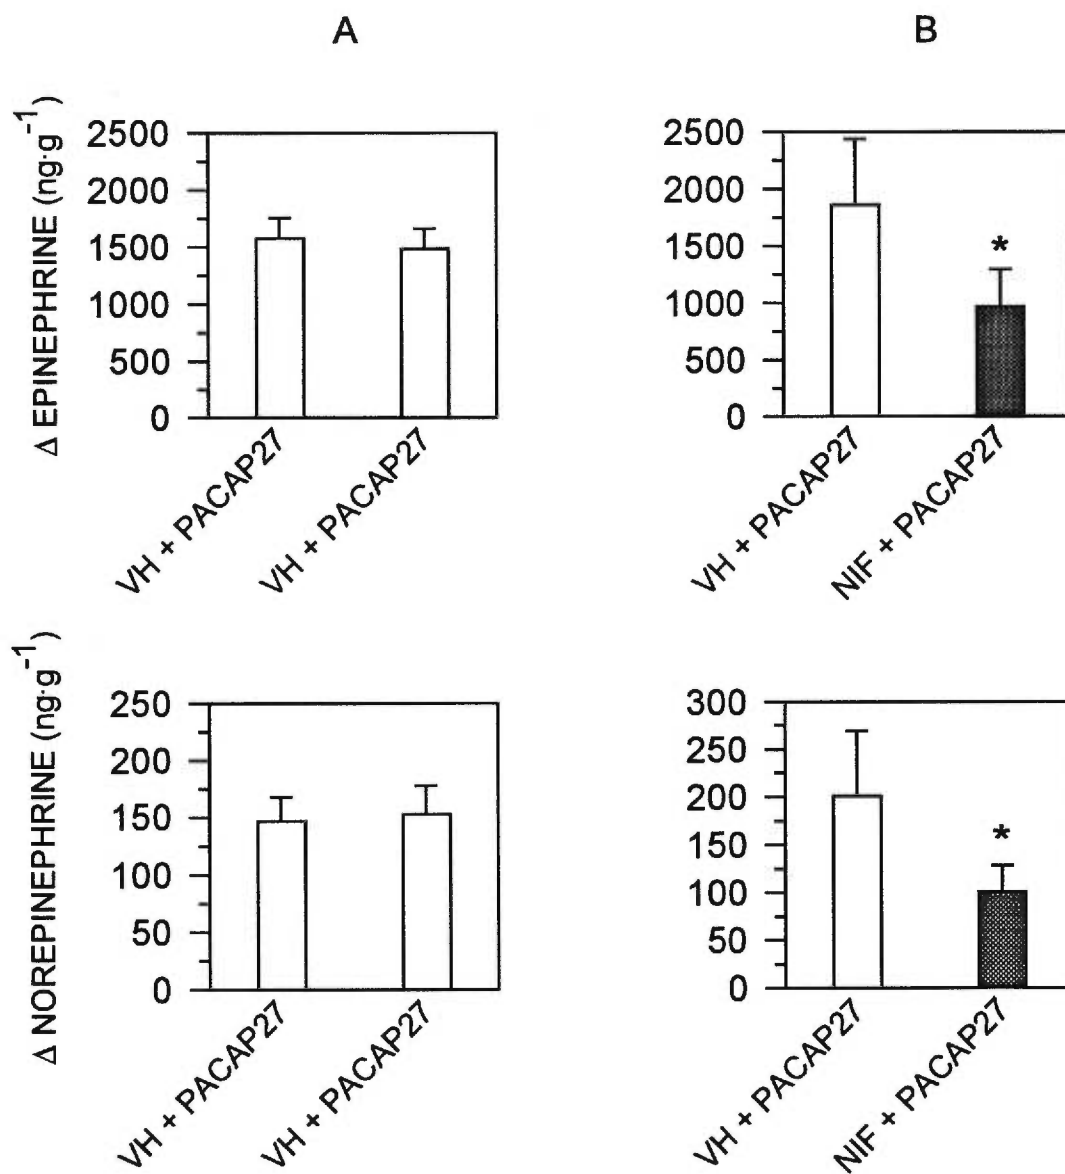 A
B
Δ EPINEPHRINE (ng·g⁻¹)
2500
2000
1500
1000
500
0
VH + PACAP27
VH + PACAP27
2500
2000
1500
1000
500
0
*
VH + PACAP27
NIF + PACAP27
Δ NOREPINEPHRINE (ng·g⁻¹)
250
200
150
100
50
0
VH + PACAP27
VH + PACAP27
300
250
200
150
100
50
0
*
VH + PACAP27
NIF + PACAP27